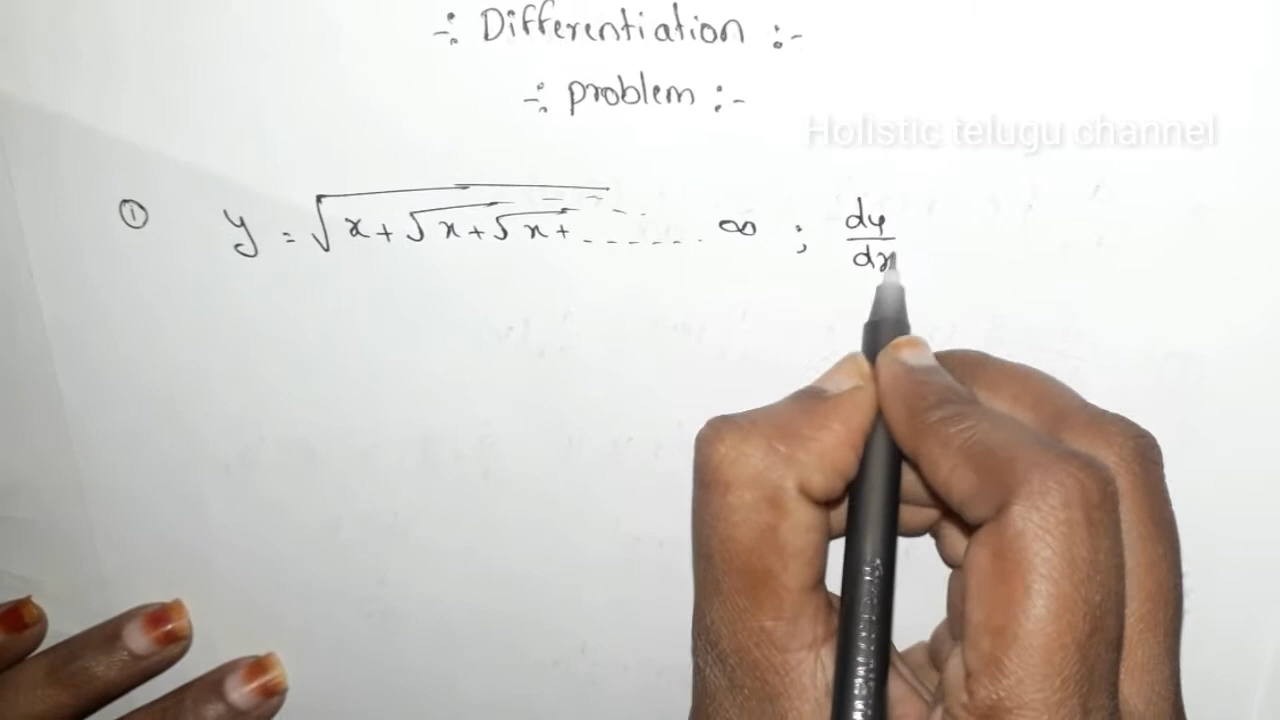 -: Differentiation :-
-: problem :-
Holistic telugu channel
① y = √x+√x+√x+....... ∞ ; dy/dx